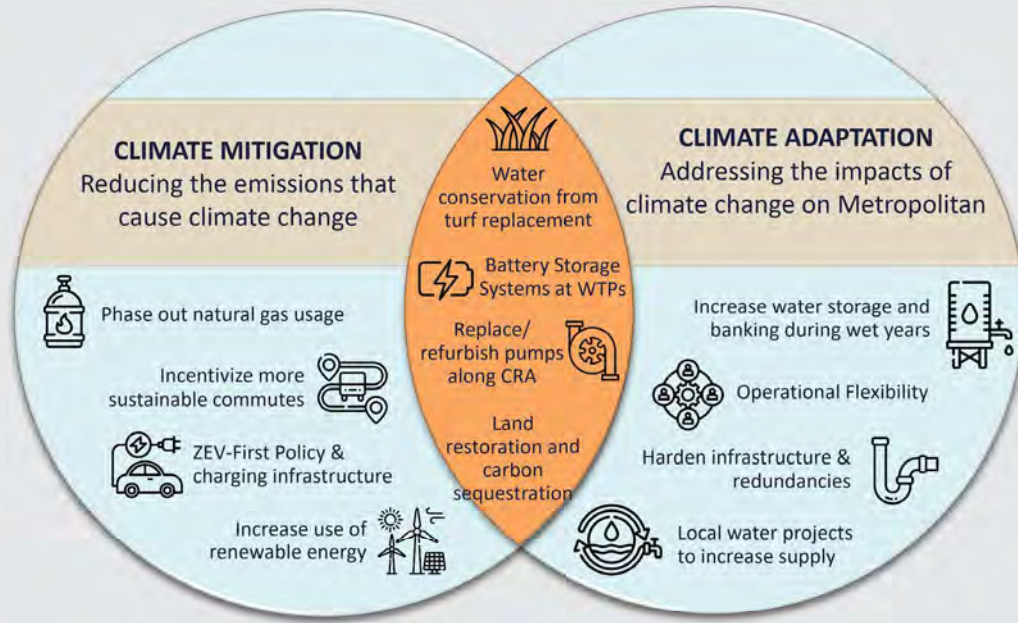 CLIMATE MITIGATION
Reducing the emissions that
cause climate change
Phase out natural gas usage
Incentivize more
sustainable commutes
ZEV-First Policy &
charging infrastructure
Increase use of
renewable energy
Water
conservation from
turf replacement
Battery Storage
Systems at WTPs
Replace/
refurbish pumps
along CRA
Land
restoration and
carbon
sequestration
CLIMATE ADAPTATION
Addressing the impacts of
climate change on Metropolitan
Increase water storage and
banking during wet years
Operational Flexibility
Harden infrastructure &
redundancies
Local water projects
to increase supply